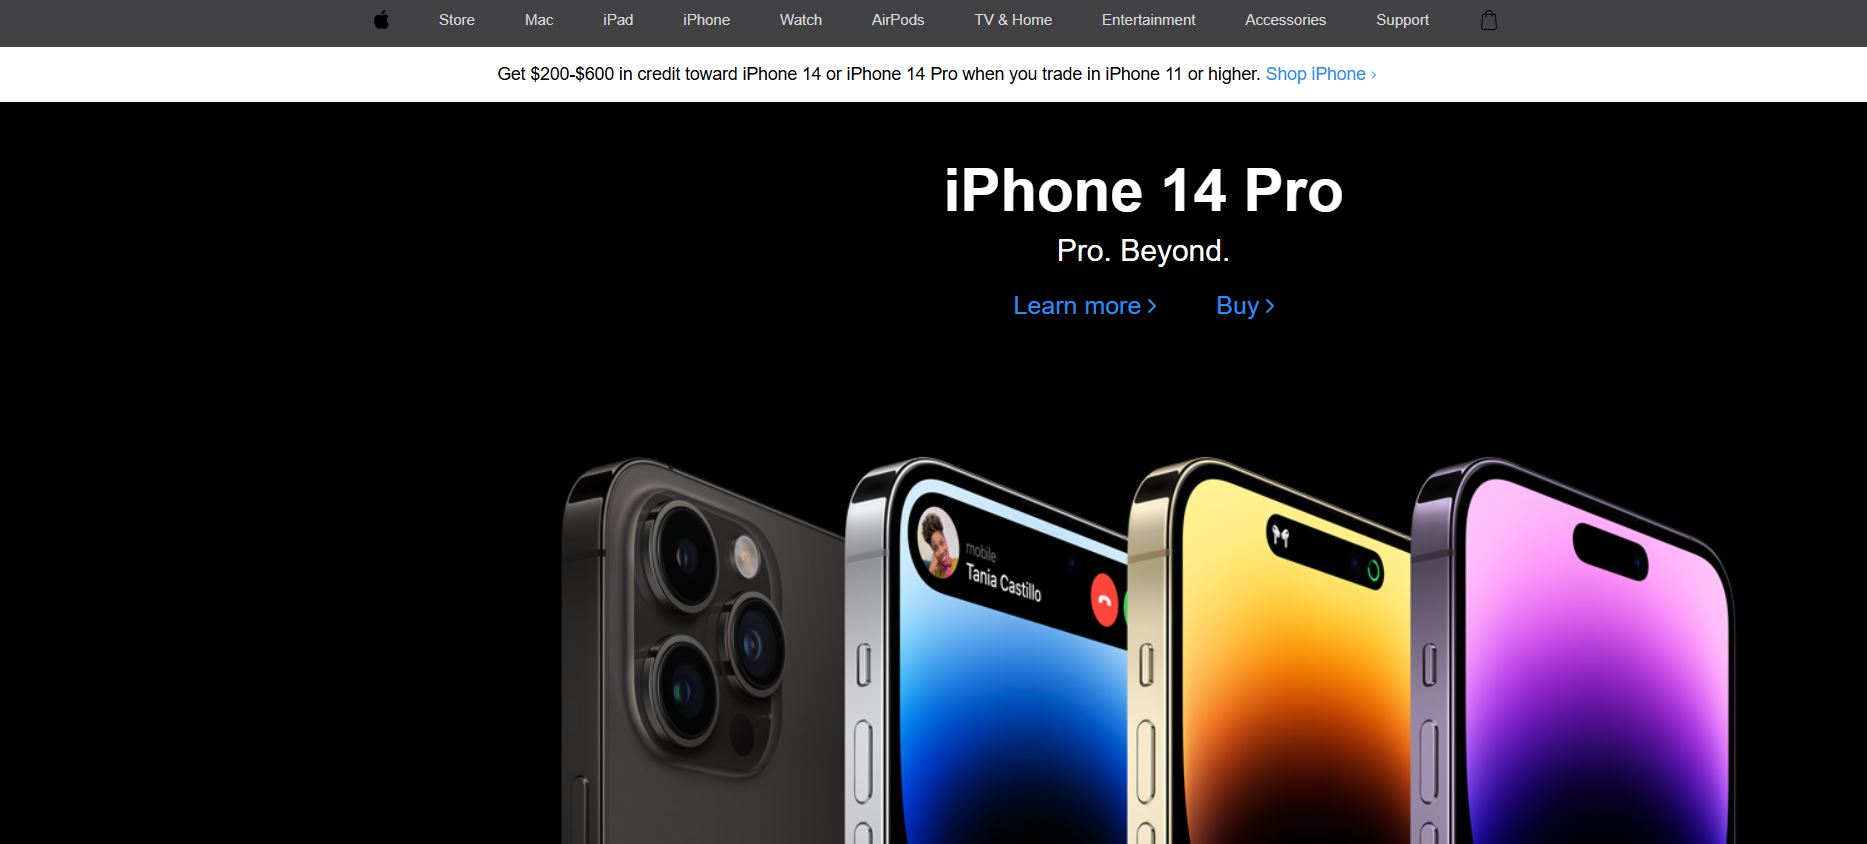 Store Mac iPad iPhone Watch AirPods TV & Home Entertainment Accessories Support
Get $200-$600 in credit toward iPhone 14 or iPhone 14 Pro when you trade in iPhone 11 or higher. Shop iPhone ›
iPhone 14 Pro
Pro. Beyond.
Learn more > Buy >
mobile
Tania Castillo